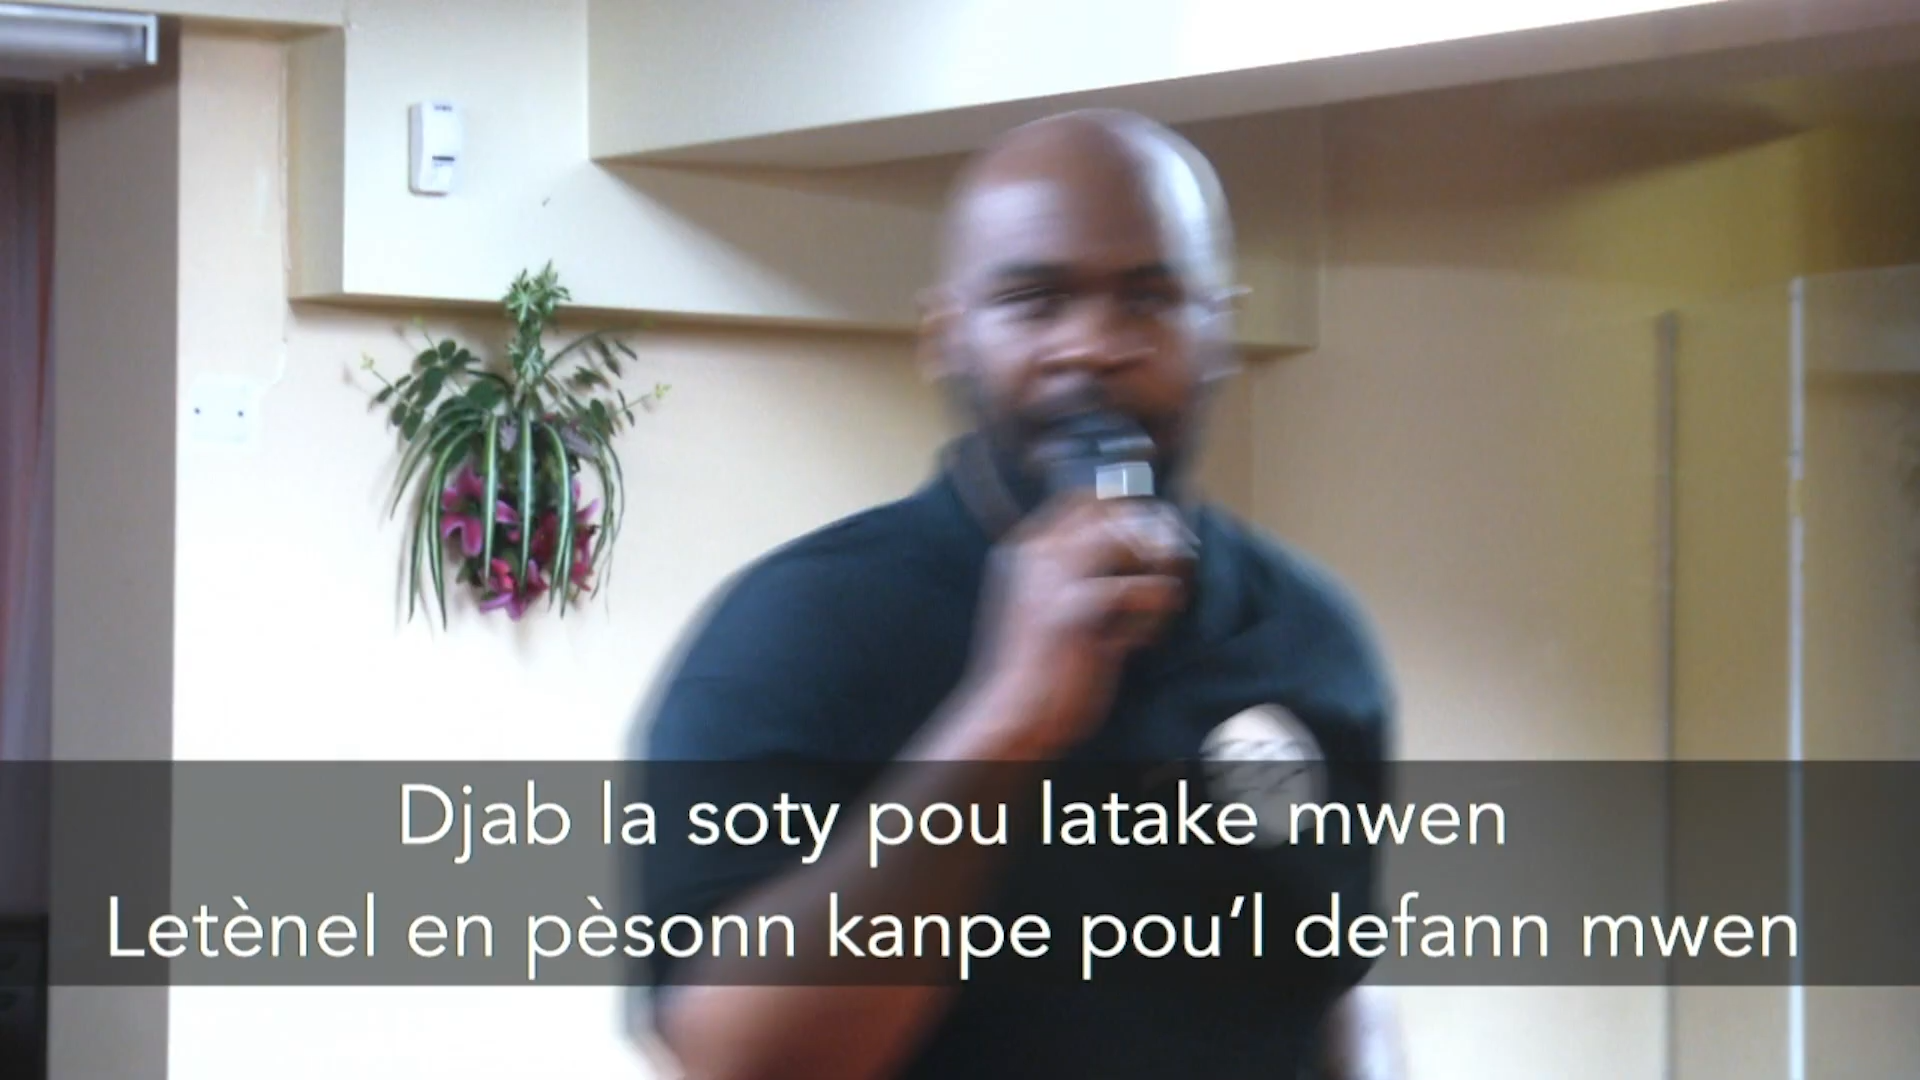 Djab la soty pou latake mwen
Letènel en pèsonn kanpe pou’l defann mwen